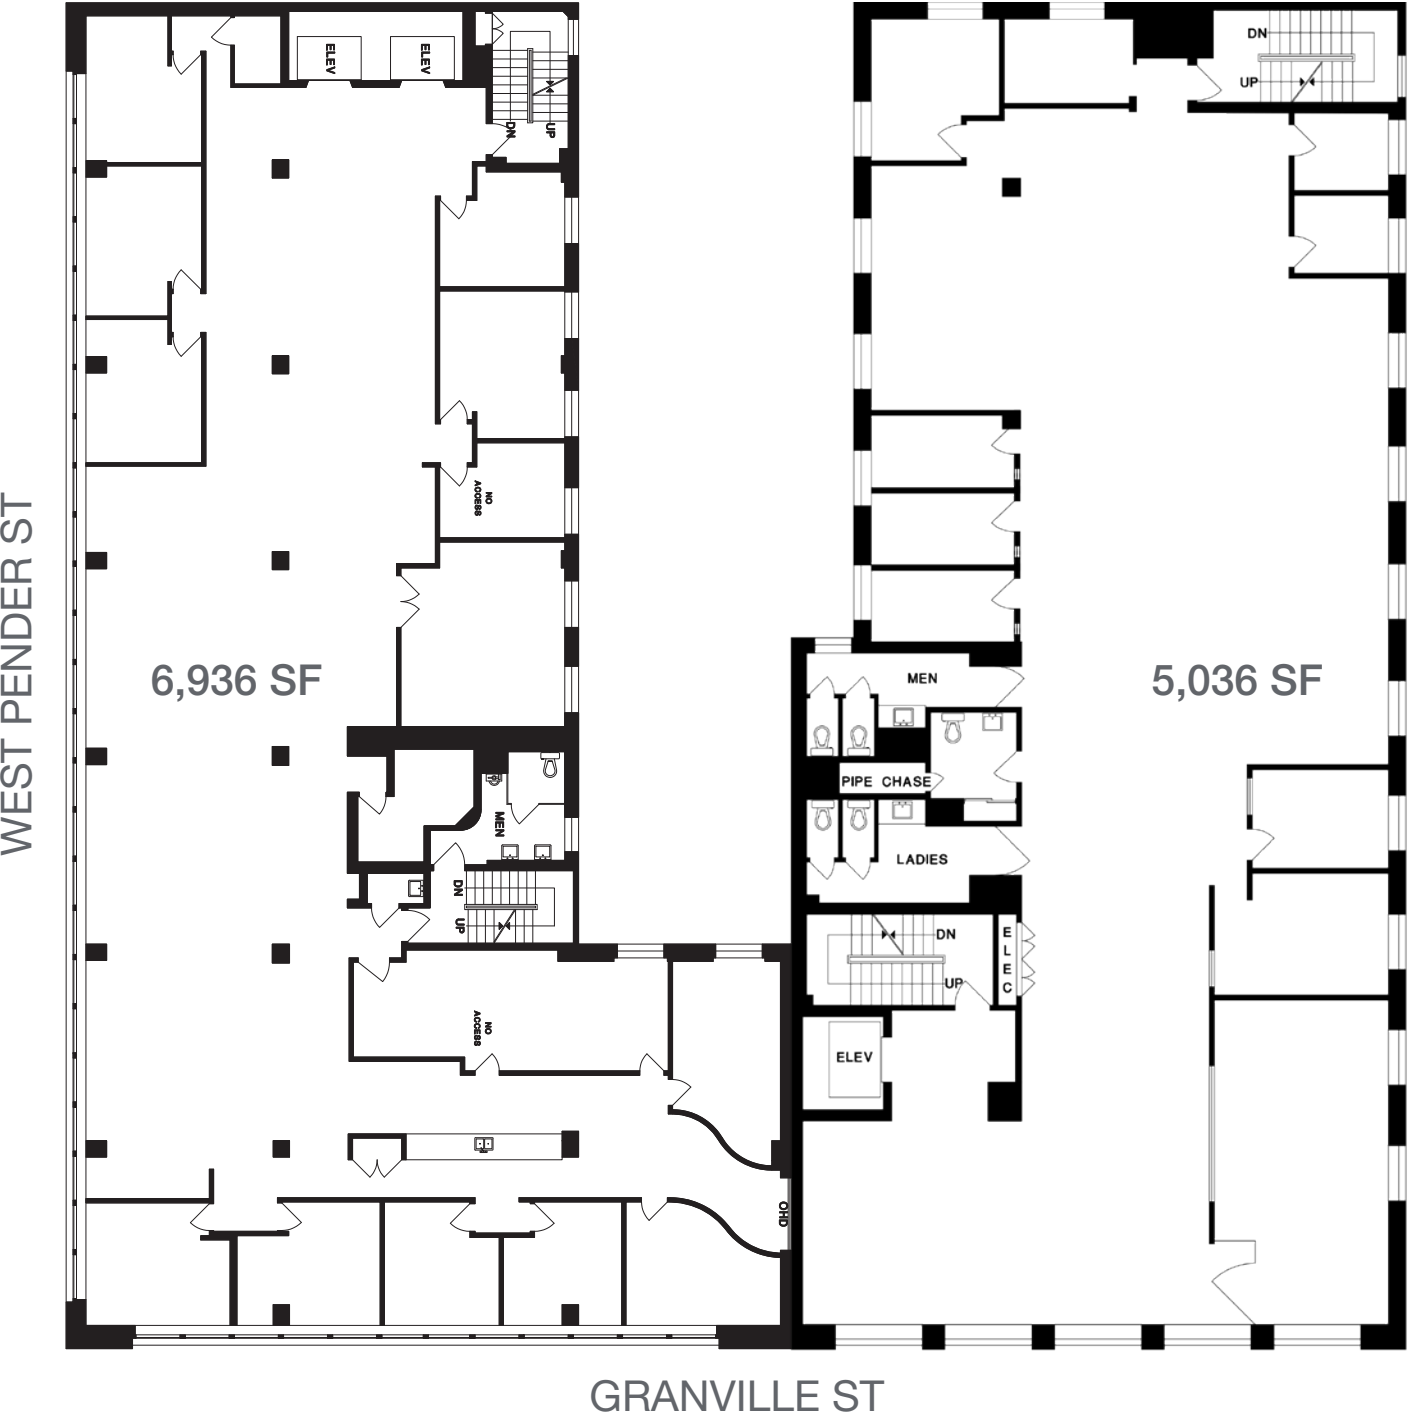 ELEV
ELEV
DN
UP
DN
UP
NO
ACCESS
WEST PENDER ST
6,936 SF
5,036 SF
MEN
PIPE CHASE
MEN
LADIES
DN
UP
DN
UP
ELEC
NO
ACCESS
ELEV
OHD
GRANVILLE ST